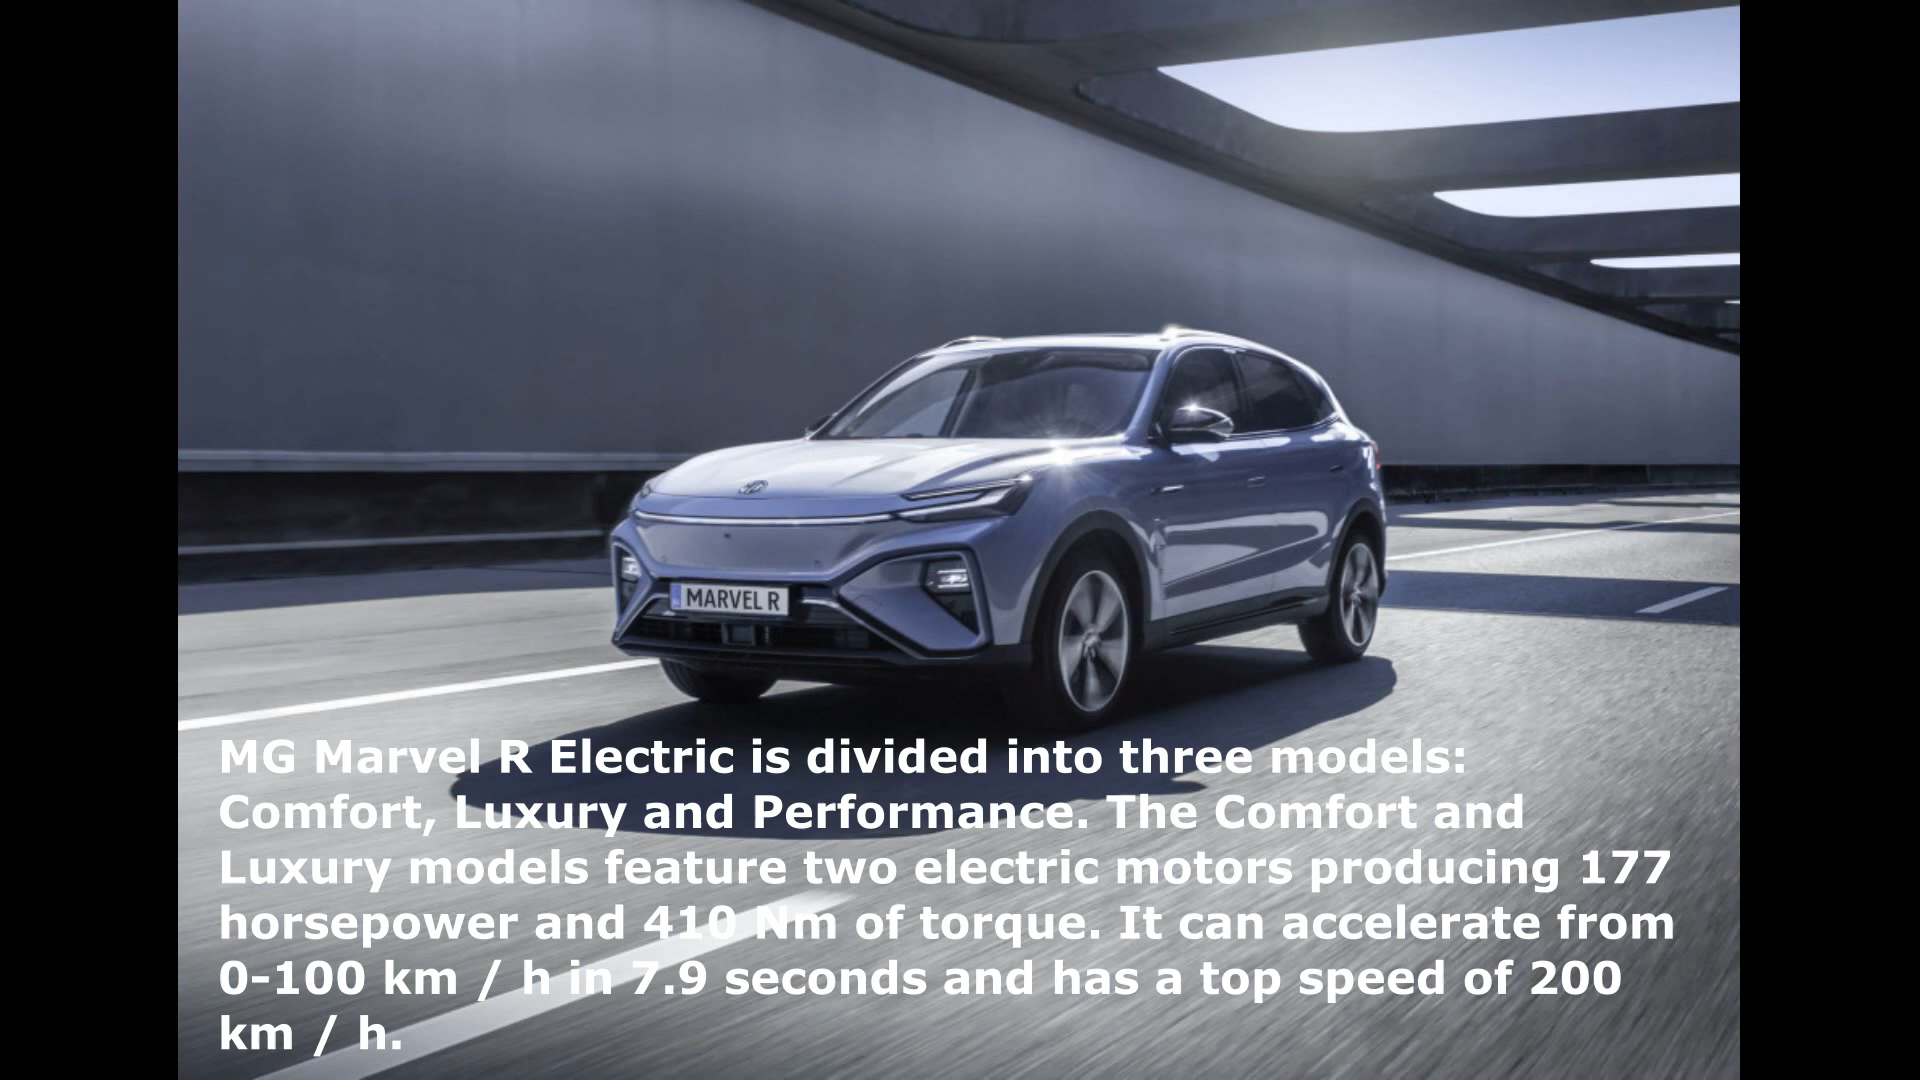 MARVEL R
MG Marvel R Electric is divided into three models:
Comfort, Luxury and Performance. The Comfort and
Luxury models feature two electric motors producing 177
horsepower and 410 Nm of torque. It can accelerate from
0-100 km / h in 7.9 seconds and has a top speed of 200
km / h.